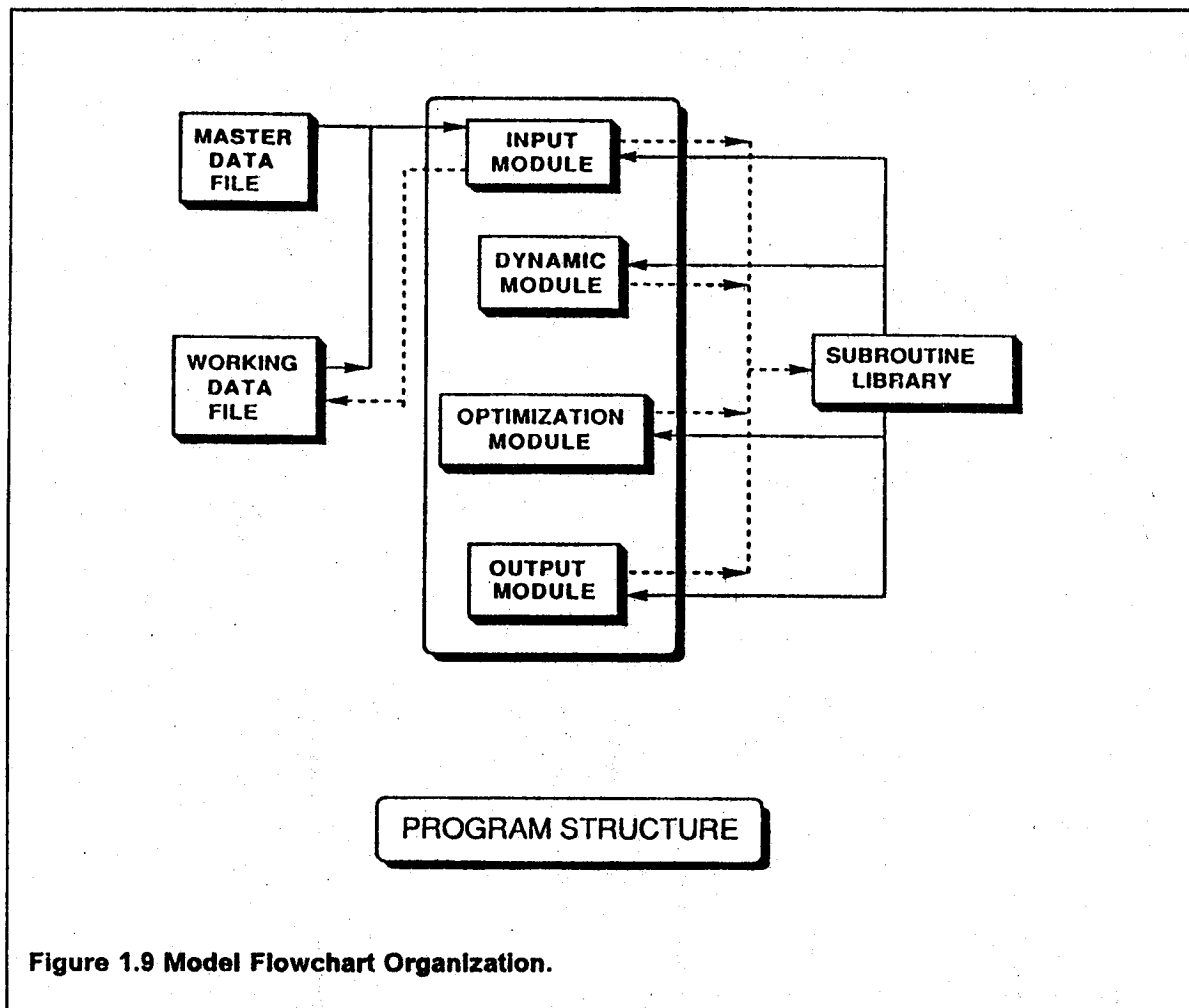 MASTER
DATA
FILE
INPUT
MODULE
DYNAMIC
MODULE
WORKING
DATA
FILE
SUBROUTINE
LIBRARY
OPTIMIZATION
MODULE
OUTPUT
MODULE
PROGRAM STRUCTURE
Figure 1.9 Model Flowchart Organization.